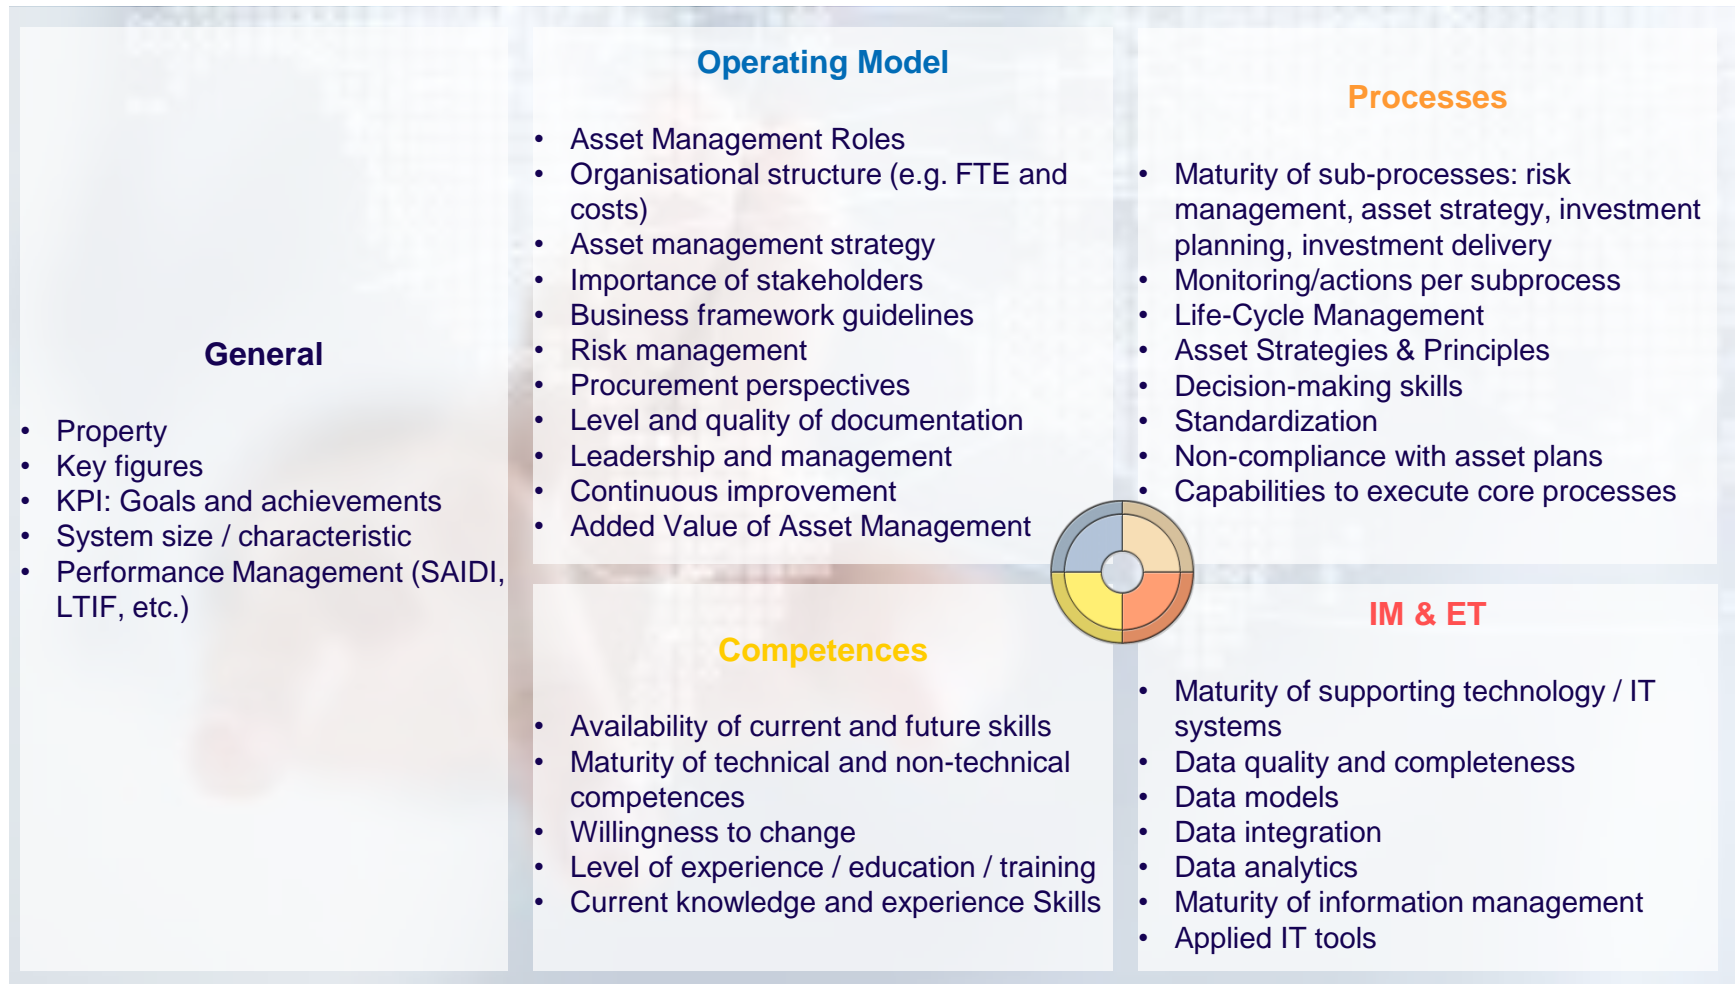 General
• Property
• Key figures
• KPI: Goals and achievements
• System size / characteristic
• Performance Management (SAIDI,
LTIF, etc.)
Operating Model
• Asset Management Roles
• Organisational structure (e.g. FTE and
costs)
• Asset management strategy
• Importance of stakeholders
• Business framework guidelines
• Risk management
• Procurement perspectives
• Level and quality of documentation
• Leadership and management
• Continuous improvement
• Added Value of Asset Management
Processes
• Maturity of sub-processes: risk
management, asset strategy, investment
planning, investment delivery
• Monitoring/actions per subprocess
• Life-Cycle Management
• Asset Strategies & Principles
• Decision-making skills
• Standardization
• Non-compliance with asset plans
• Capabilities to execute core processes
Competences
• Availability of current and future skills
• Maturity of technical and non-technical
competences
• Willingness to change
• Level of experience / education / training
• Current knowledge and experience Skills
IM & ET
• Maturity of supporting technology / IT
systems
• Data quality and completeness
• Data models
• Data integration
• Data analytics
• Maturity of information management
• Applied IT tools